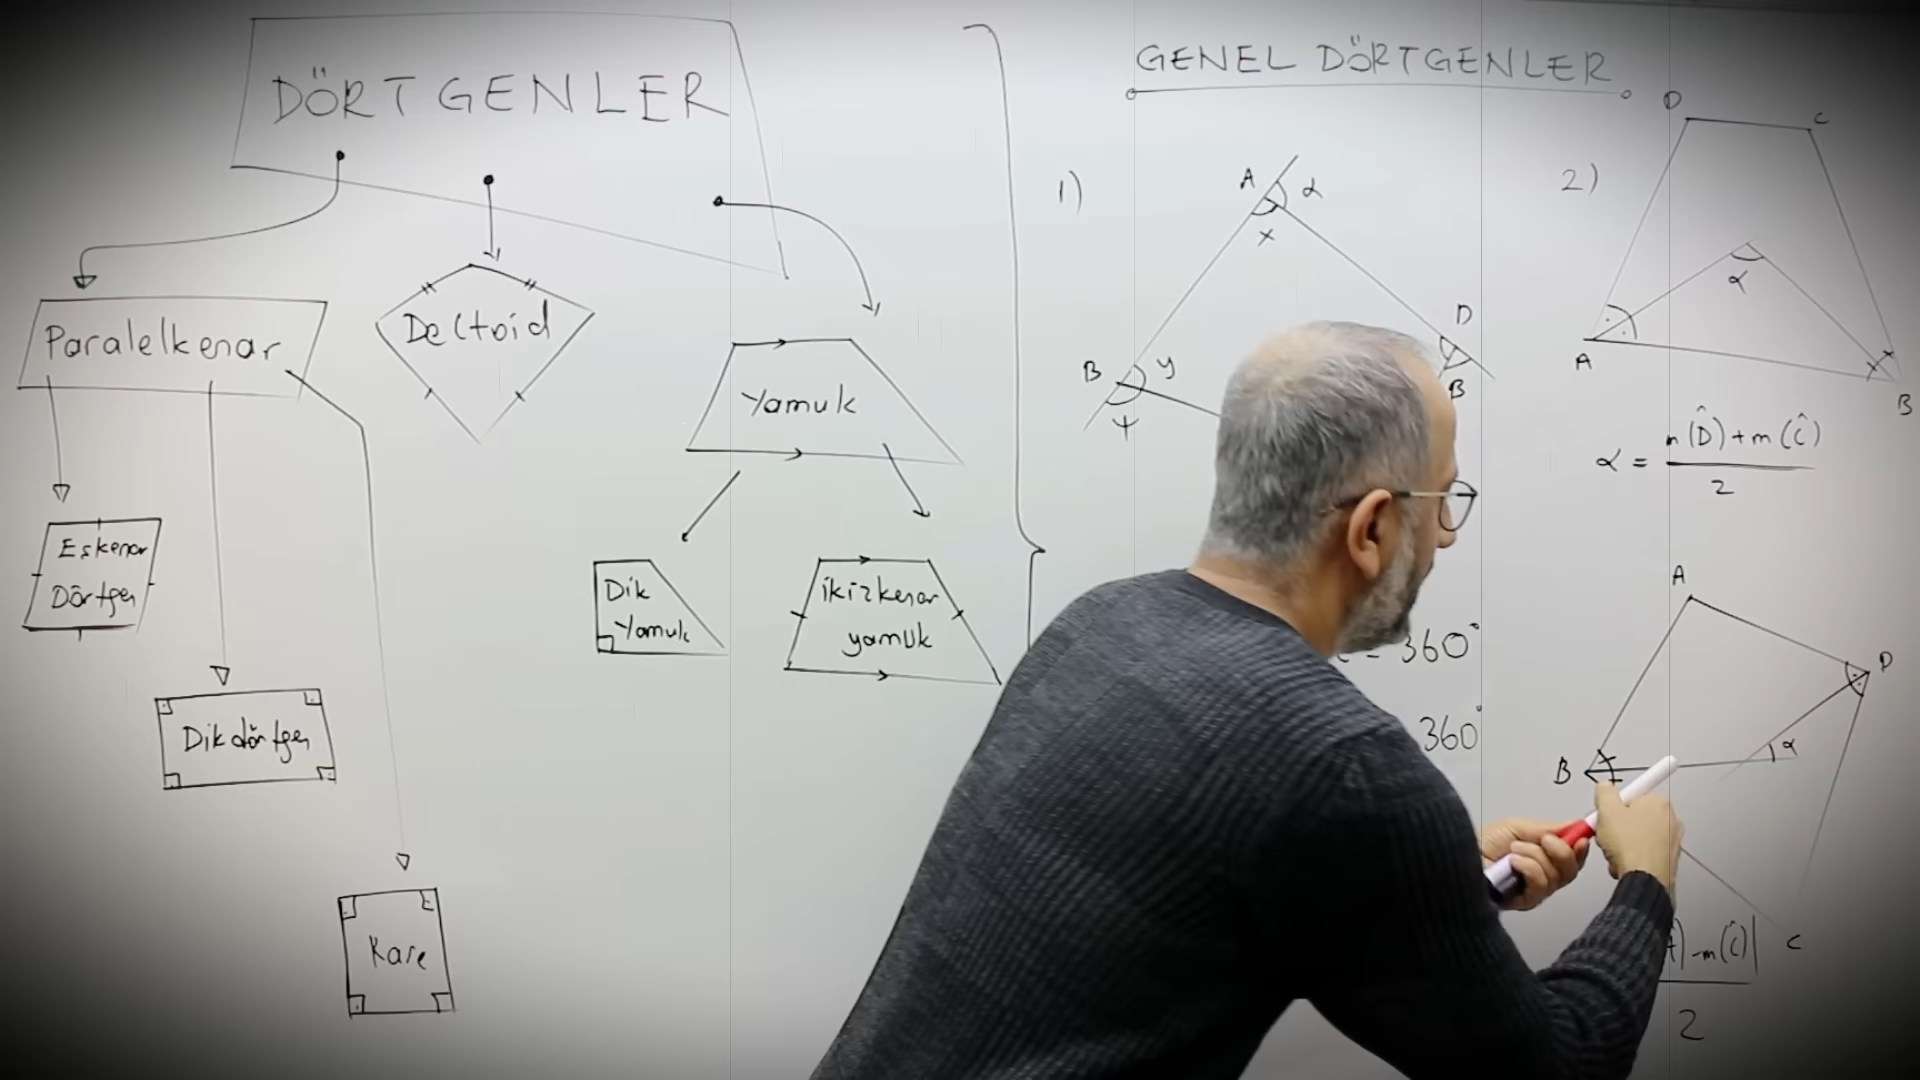 DÖRTGENLER
Paralelkenar
Deltoid
Yamuk
Eşkenar
Dörtgen
Dikdörtgen
Kare
Dik
Yamuk
ikizkenar
yamuk
GENEL DÖRTGENLER
1)
A
α
x
B
y
D
B
2)
D
C
α
A
B
α = m(D̂)+m(Ĉ)
2
360°
360°
A
D
B
α
C
-m(Ĉ)|
2